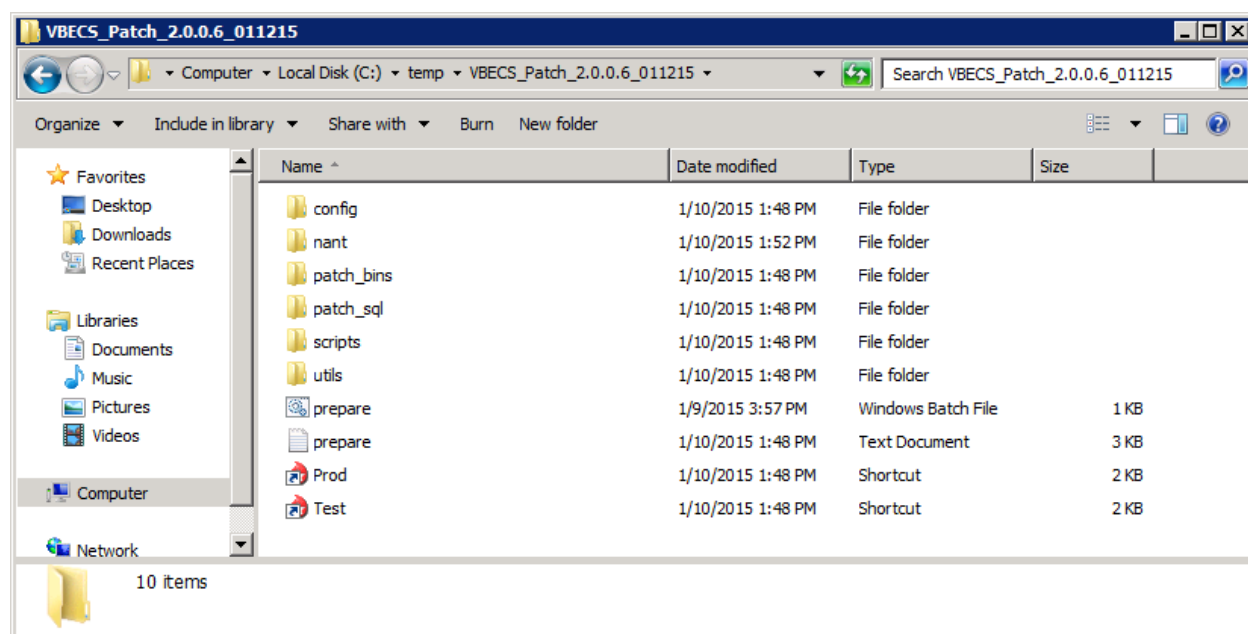 VBECS_Patch_2.0.0.6_011215
Computer Local Disk (C:) temp VBECS_Patch_2.0.0.6_011215 Search VBECS_Patch_2.0.0.6_011215
Organize Include in library Share with Burn New folder
Name Date modified Type Size
Favorites
Desktop
Downloads
Recent Places
Libraries
Documents
Music
Pictures
Videos
Computer
Network
config 1/10/2015 1:48 PM File folder
nant 1/10/2015 1:52 PM File folder
patch_bins 1/10/2015 1:48 PM File folder
patch_sql 1/10/2015 1:48 PM File folder
scripts 1/10/2015 1:48 PM File folder
utils 1/10/2015 1:48 PM File folder
prepare 1/9/2015 3:57 PM Windows Batch File 1 KB
prepare 1/10/2015 1:48 PM Text Document 3 KB
Prod 1/10/2015 1:48 PM Shortcut 2 KB
Test 1/10/2015 1:48 PM Shortcut 2 KB
10 items